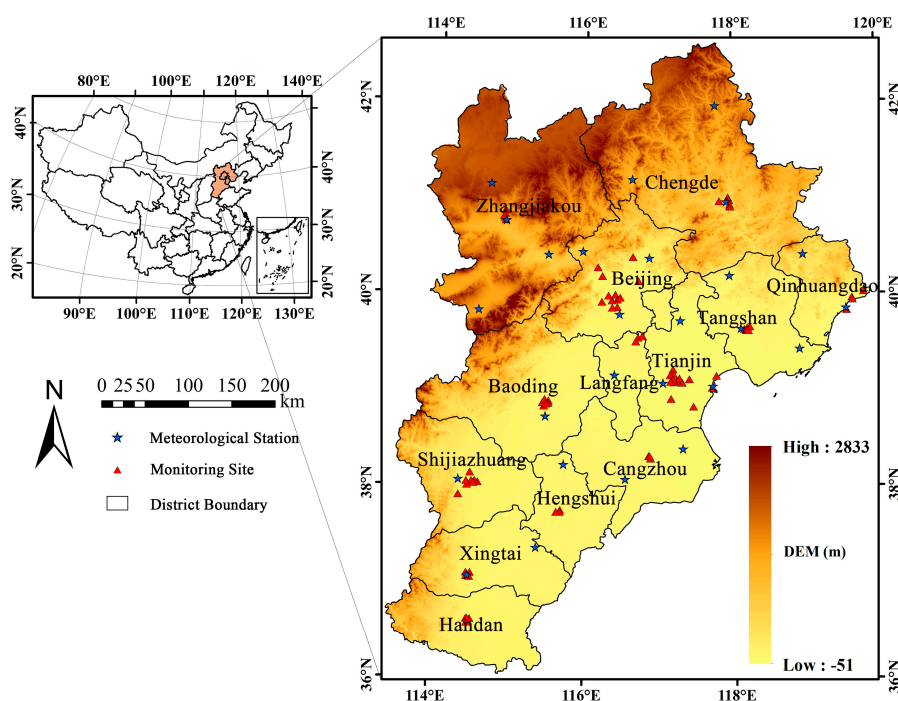 114°E 116°E 118°E 120°E
80°E 90°E 100°E 110°E 120°E 130°E 140°E
40°N
30°N
20°N
40°N
30°N
20°N
90°E 100°E 110°E 120°E 130°E
42°N
40°N
38°N
36°N
42°N
40°N
38°N
36°N
Chengde
Zhangjiakou
Beijing
Qinhuangdao
Tangshan
Tianjin
Langfang
Baoding
Shijiazhuang
Cangzhou
Hengshui
Xingtai
Handan
N
0 25 50 100 150 200
km
Meteorological Station
Monitoring Site
District Boundary
High : 2833
DEM (m)
Low : -51
114°E 116°E 118°E